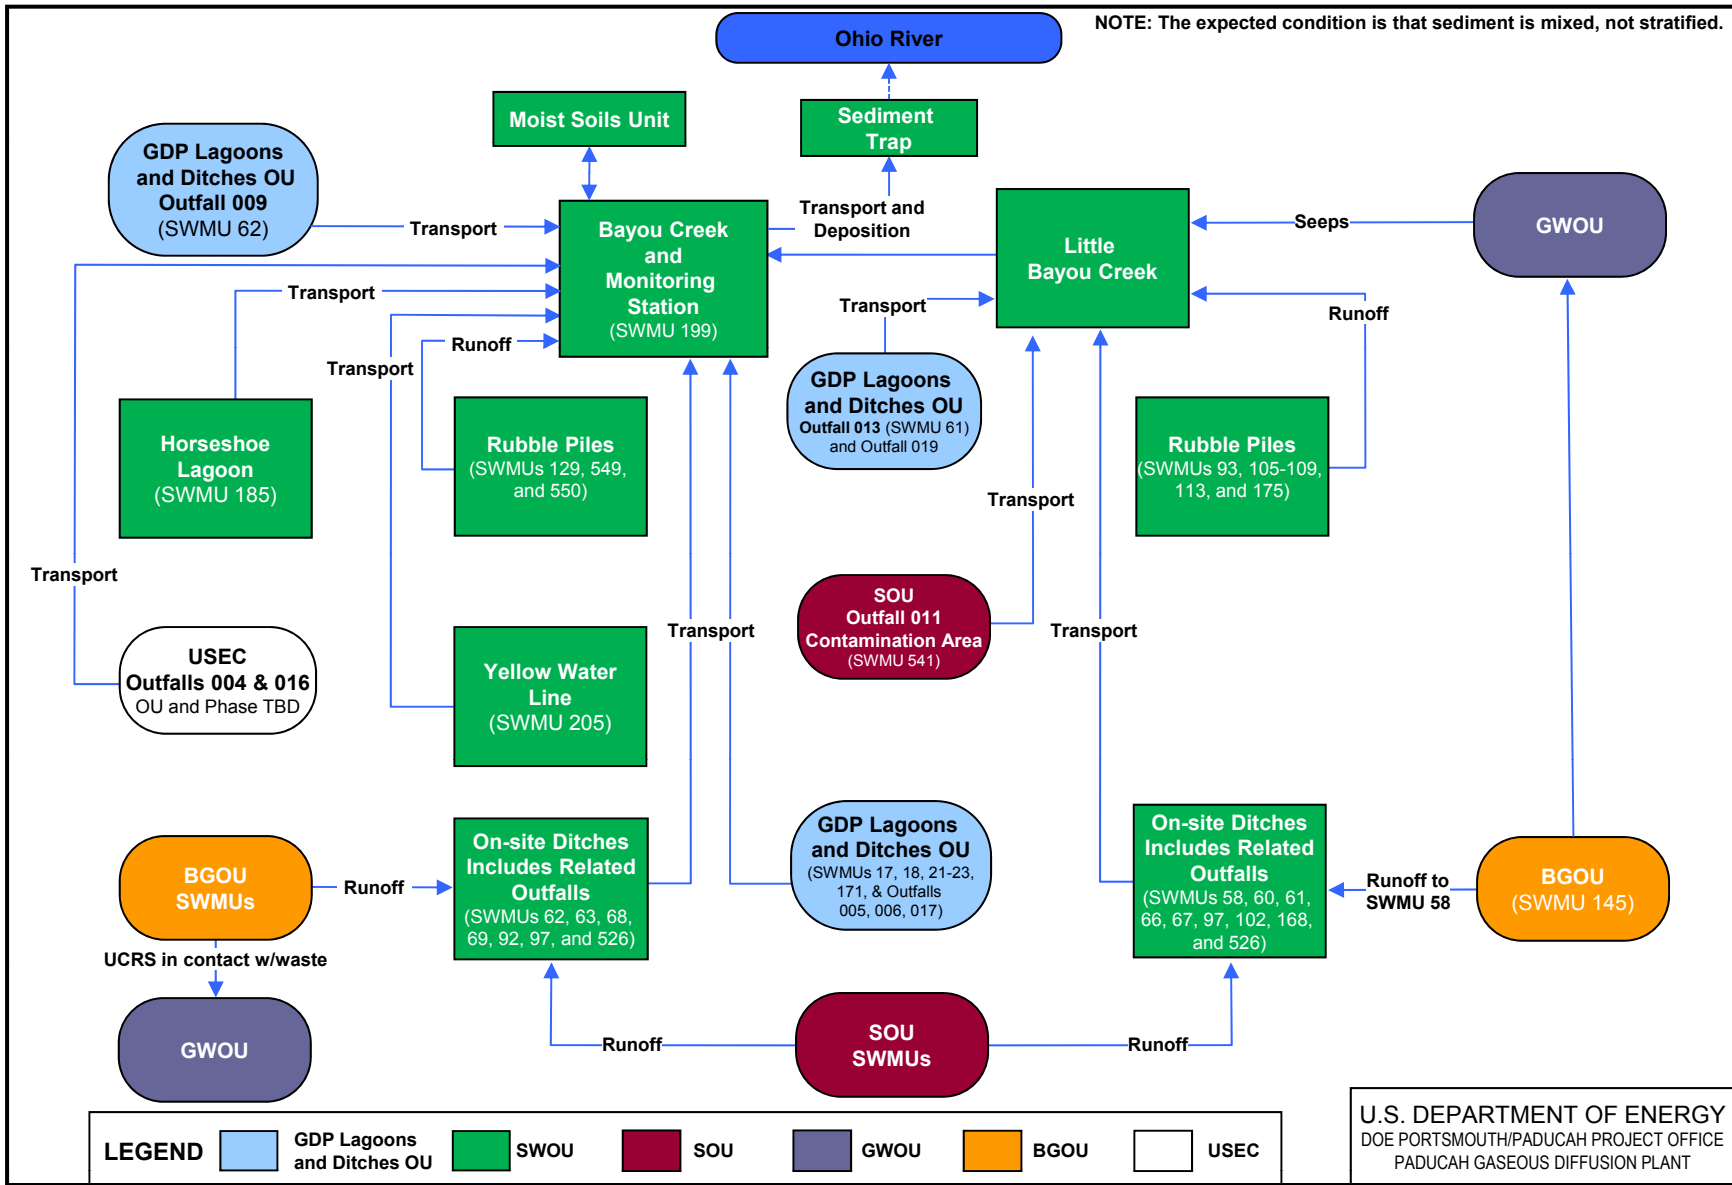 NOTE: The expected condition is that sediment is mixed, not stratified.
Ohio River
Moist Soils Unit
Sediment
Trap
GDP Lagoons
and Ditches OU
Outfall 009
(SWMU 62)
Transport
Bayou Creek
and
Monitoring
Station
(SWMU 199)
Transport and
Deposition
Little
Bayou Creek
Seeps
GWOU
Transport
Transport
Runoff
Transport
Runoff
GDP Lagoons
and Ditches OU
Outfall 013 (SWMU 61)
and Outfall 019
Horseshoe
Lagoon
(SWMU 185)
Rubble Piles
(SWMUs 129, 549,
and 550)
Rubble Piles
(SWMUs 93, 105-109,
113, and 175)
Transport
Transport
SOU
Outfall 011
Contamination Area
(SWMU 541)
Transport
Transport
USEC
Outfalls 004 & 016
OU and Phase TBD
Yellow Water
Line
(SWMU 205)
BGOU
SWMUs
Runoff
On-site Ditches
Includes Related
Outfalls
(SWMUs 62, 63, 68,
69, 92, 97, and 526)
GDP Lagoons
and Ditches OU
(SWMUs 17, 18, 21-23,
171, & Outfalls
005, 006, 017)
On-site Ditches
Includes Related
Outfalls
(SWMUs 58, 60, 61,
66, 67, 97, 102, 168,
and 526)
Runoff to
SWMU 58
BGOU
(SWMU 145)
UCRS in contact w/waste
GWOU
Runoff
SOU
SWMUs
Runoff
LEGEND
GDP Lagoons
and Ditches OU
SWOU
SOU
GWOU
BGOU
USEC
U.S. DEPARTMENT OF ENERGY
DOE PORTSMOUTH/PADUCAH PROJECT OFFICE
PADUCAH GASEOUS DIFFUSION PLANT